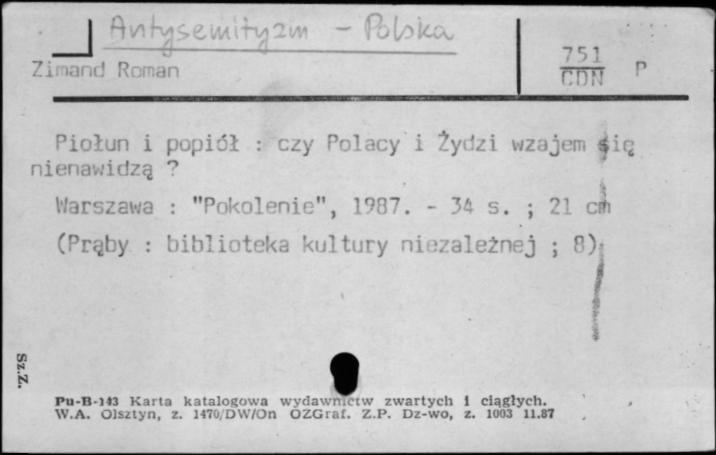 Antysemityzm - Polska
Zimand Roman
751
CDN P
Piołun i popiół : czy Polacy i Żydzi wzajem się
nienawidzą ?
Warszawa : "Pokolenie", 1987. - 34 s. ; 21 cm
(Prąby : biblioteka kultury niezależnej ; 8)
Sz.Z.
Pu-B-143 Karta katalogowa wydawnictw zwartych i ciągłych.
W.A. Olsztyn, z. 1470/DW/On OZGraf. Z.P. Dz-wo, z. 1003 11.87